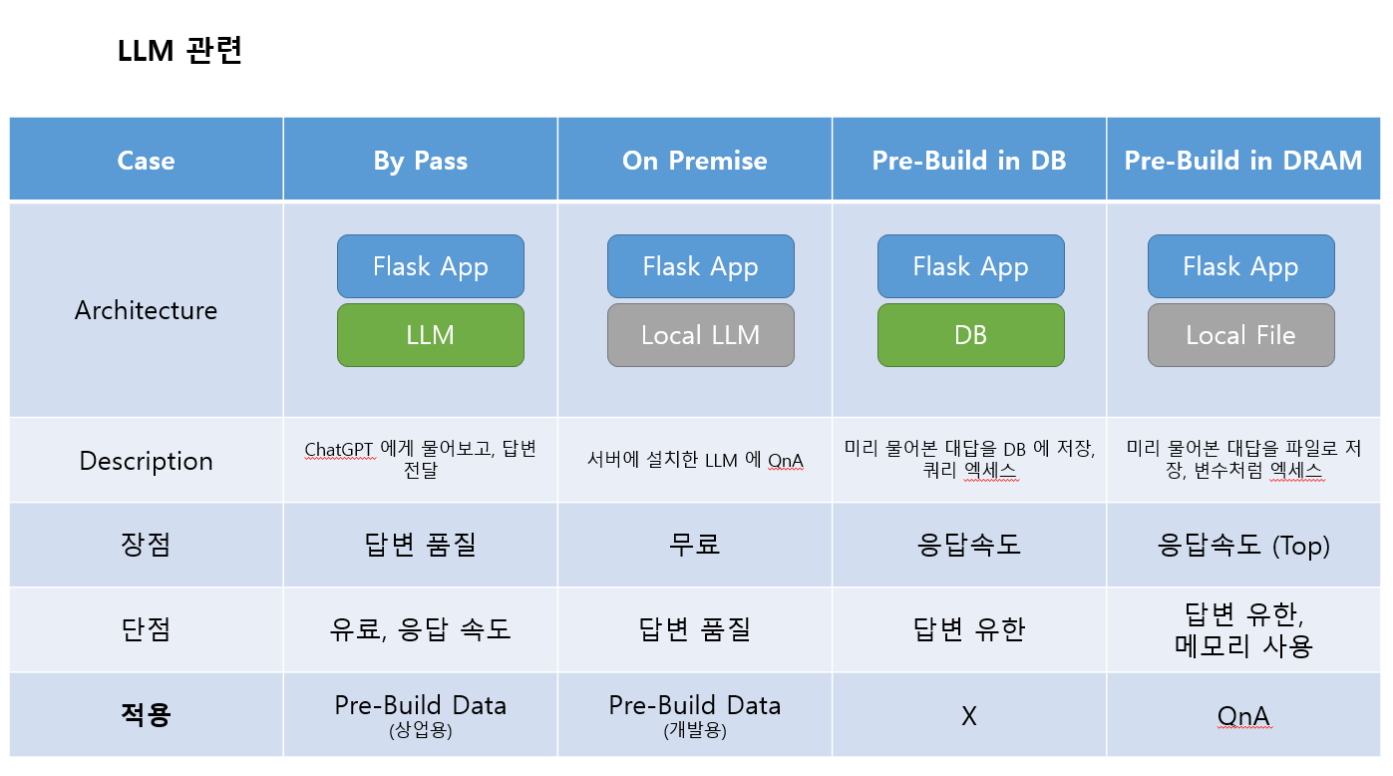 LLM 관련
Case
By Pass
On Premise
Pre-Build in DB
Pre-Build in DRAM
Architecture
Flask App
LLM
Flask App
Local LLM
Flask App
DB
Flask App
Local File
Description
ChatGPT 에게 물어보고, 답변
전달
서버에 설치한 LLM 에 QnA
미리 물어본 대답을 DB 에 저장,
쿼리 엑세스
미리 물어본 대답을 파일로 저
장, 변수처럼 엑세스
장점
답변 품질
무료
응답속도
응답속도 (Top)
단점
유료, 응답 속도
답변 품질
답변 유한
답변 유한,
메모리 사용
적용
Pre-Build Data
(상업용)
Pre-Build Data
(개발용)
X
QnA